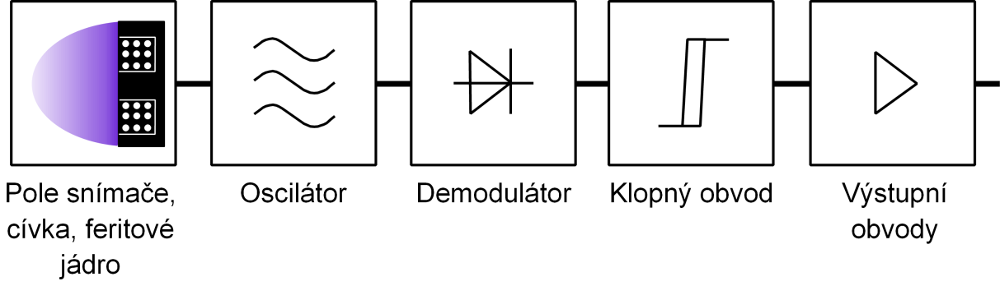 Pole snímače,
cívka, feritové
jádro
Oscilátor
Demodulátor
Klopný obvod
Výstupní
obvody